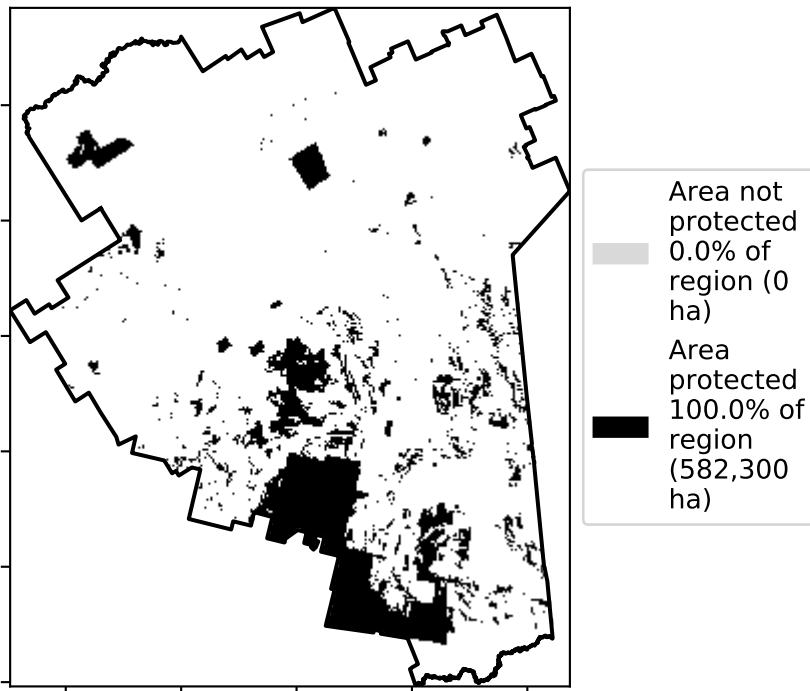 Area not
protected
0.0% of
region (0
ha)
Area
protected
100.0% of
region
(582,300
ha)